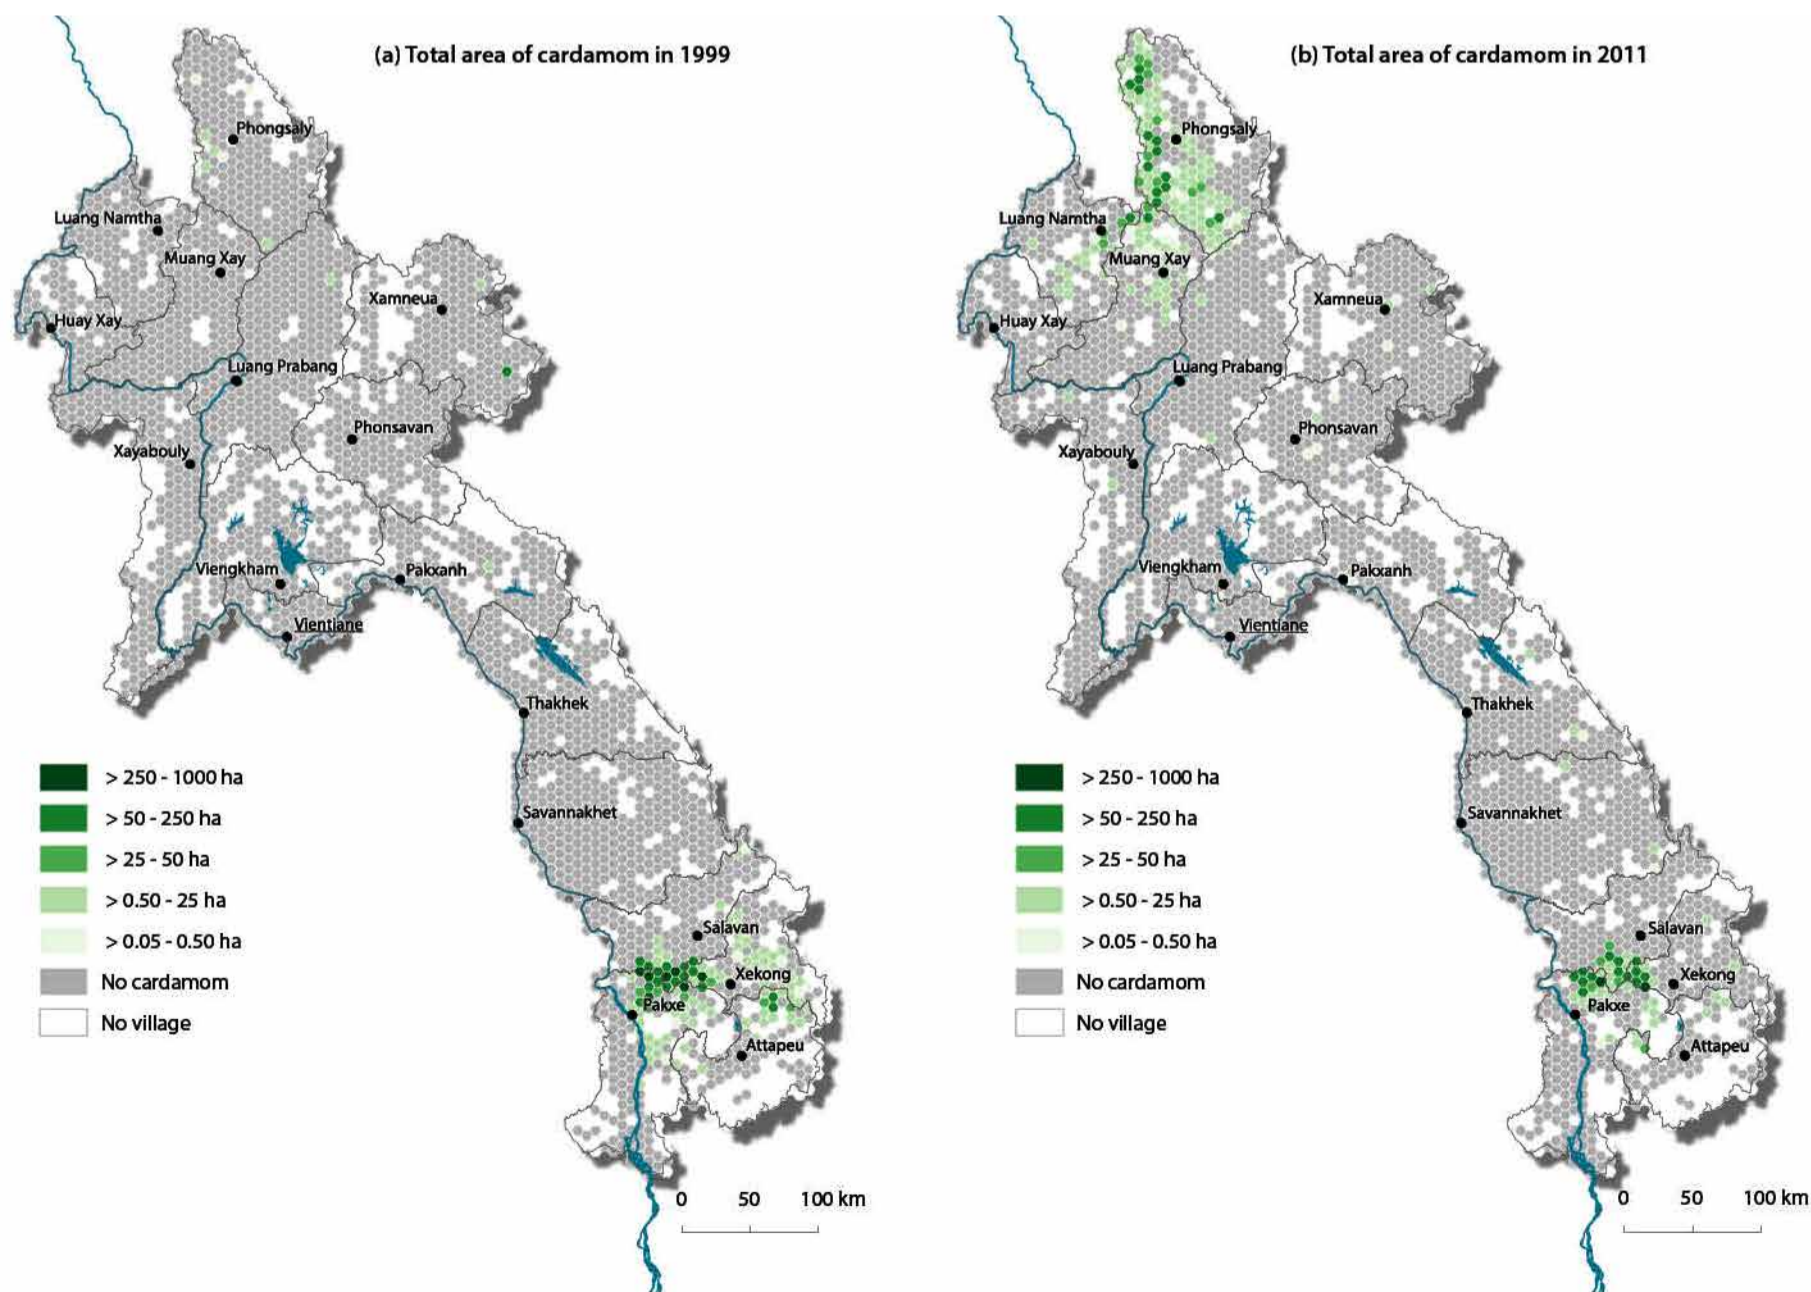 (a) Total area of cardamom in 1999
Phongsaly
Luang Namtha
Muang Xay
Xamneua
Huay Xay
Luang Prabang
Phonsavan
Xayabouly
Viengkham
Pakxanh
Vientiane
Thakhek
Savannakhet
Salavan
Xekong
Pakxe
Attapeu
> 250 - 1000 ha
> 50 - 250 ha
> 25 - 50 ha
> 0.50 - 25 ha
> 0.05 - 0.50 ha
No cardamom
No village
0 50 100 km
(b) Total area of cardamom in 2011
Phongsaly
Luang Namtha
Muang Xay
Xamneua
Huay Xay
Luang Prabang
Phonsavan
Xayabouly
Viengkham
Pakxanh
Vientiane
Thakhek
Savannakhet
Salavan
Xekong
Pakxe
Attapeu
> 250 - 1000 ha
> 50 - 250 ha
> 25 - 50 ha
> 0.50 - 25 ha
> 0.05 - 0.50 ha
No cardamom
No village
0 50 100 km